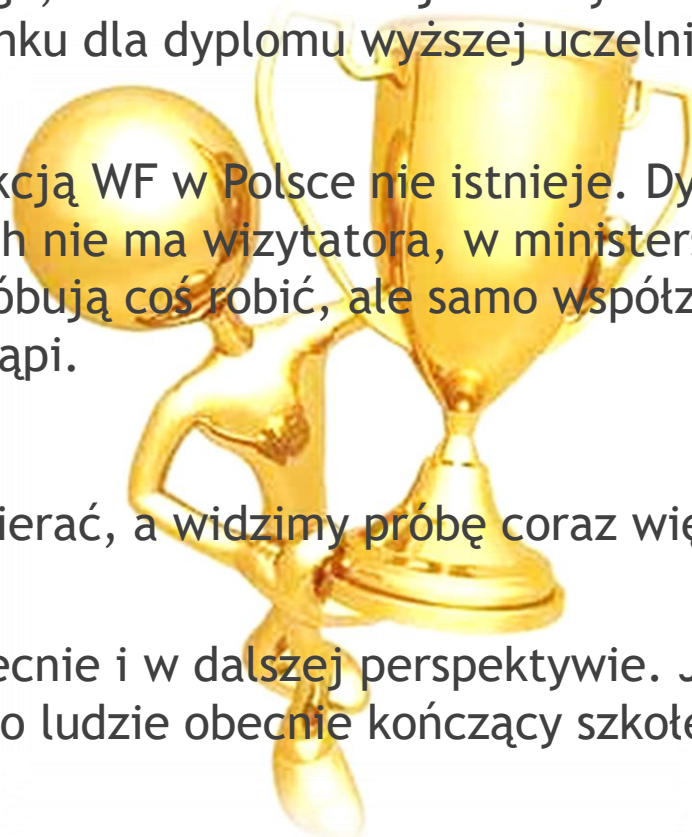 nku dla dyplomu wyższej uczelni
kcją WF w Polsce nie istnieje. Dy
h nie ma wizytatora, w minister
óbują coś robić, ale samo współz
ąpi.
ierać, a widzimy próbę coraz wię
ecnie i w dalszej perspektywie. J
o ludzie obecnie kończący szkołę